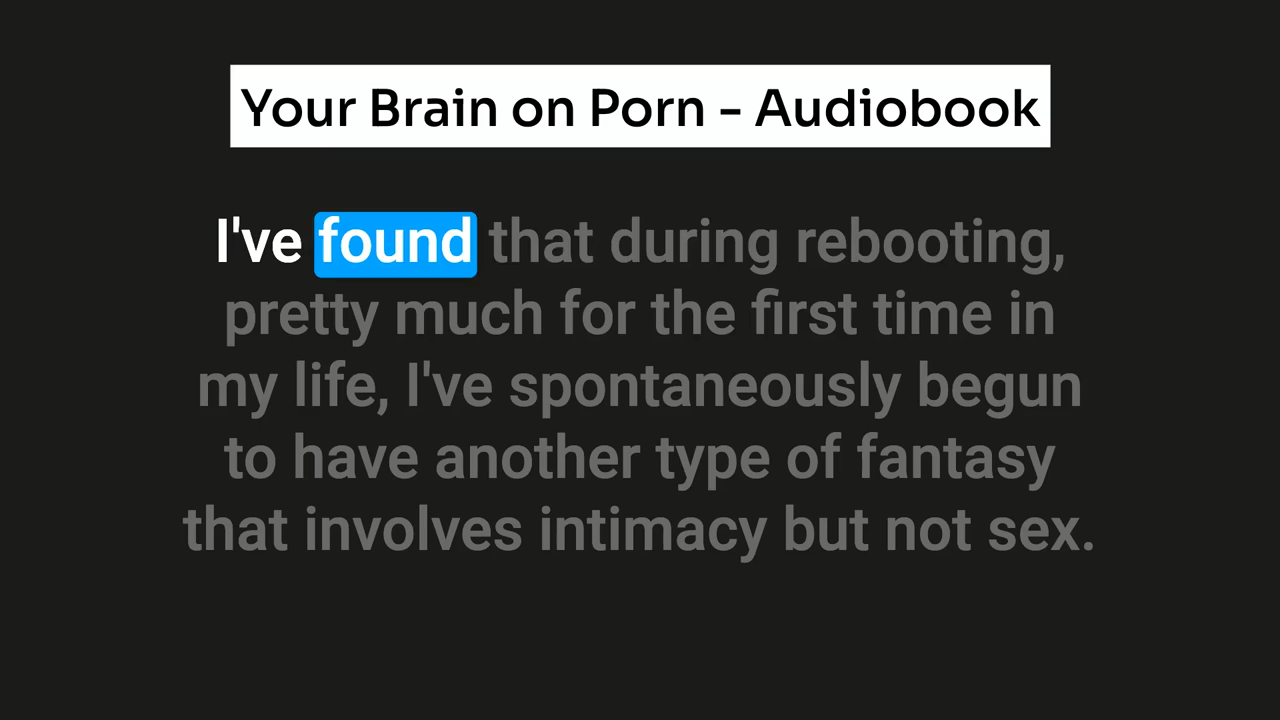 Your Brain on Porn - Audiobook
I've found that during rebooting,
pretty much for the first time in
my life, I've spontaneously begun
to have another type of fantasy
that involves intimacy but not sex.